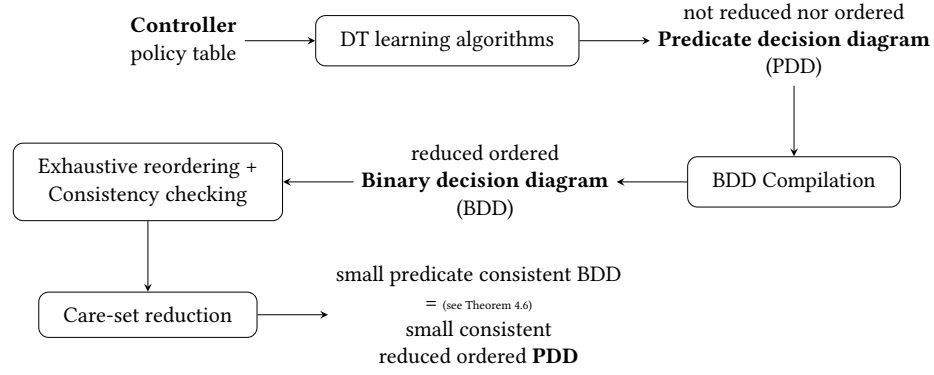 Controller
policy table
DT learning algorithms
not reduced nor ordered
Predicate decision diagram
(PDD)
BDD Compilation
reduced ordered
Binary decision diagram
(BDD)
Exhaustive reordering +
Consistency checking
Care-set reduction
small predicate consistent BDD
= (see Theorem 4.6)
small consistent
reduced ordered PDD